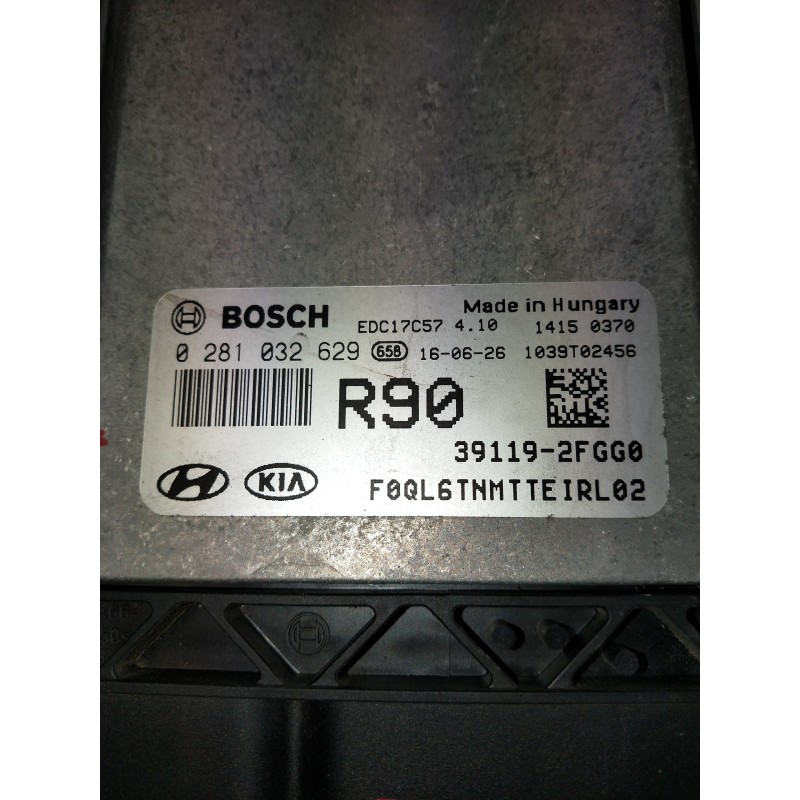 BOSCH EDC17C57 4.10 Made in Hungary 1415 0370
0 281 032 629 658 16-06-26 1039T02456
R90
39119-2FGG0
KIA F0QL6TNMTTEIRL02